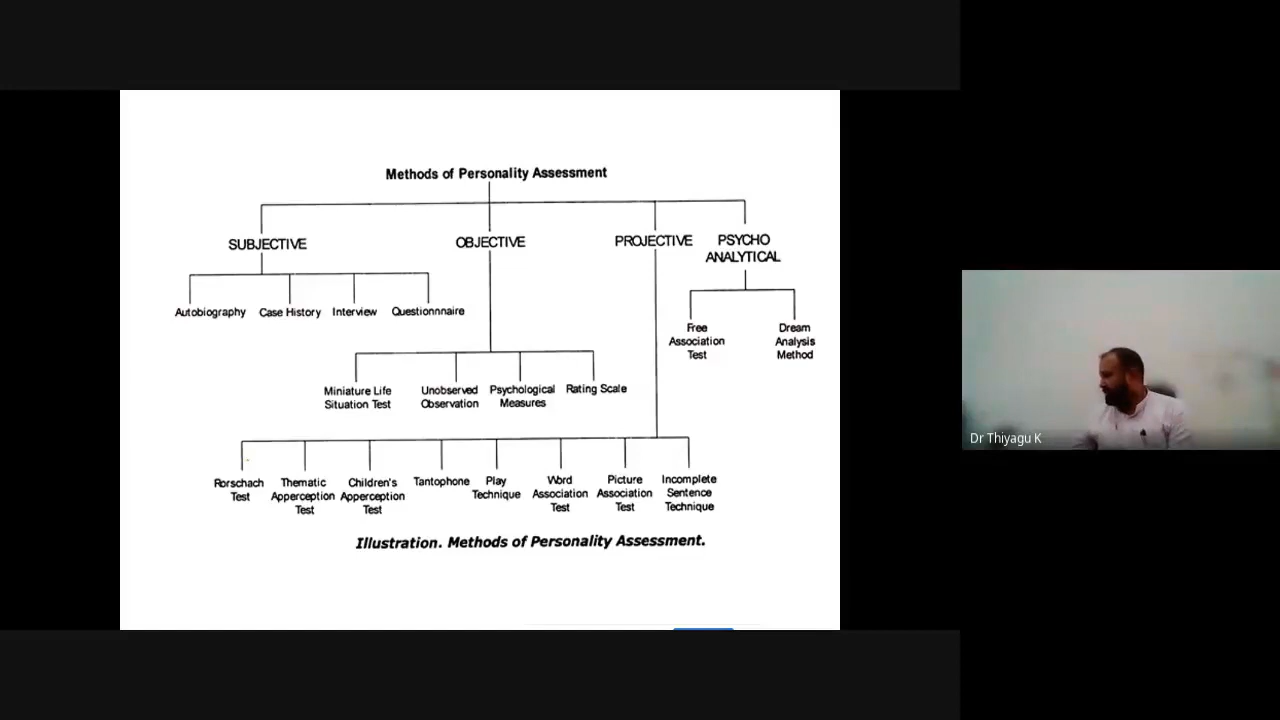 Methods of Personality Assessment
SUBJECTIVE
OBJECTIVE
PROJECTIVE
PSYCHO
ANALYTICAL
Autobiography
Case History
Interview
Questionnnaire
Free
Association
Test
Dream
Analysis
Method
Miniature Life
Situation Test
Unobserved
Observation
Psychological
Measures
Rating Scale
Rorschach
Test
Thematic
Apperception
Test
Children's
Apperception
Test
Tantophone
Play
Technique
Word
Association
Test
Picture
Association
Test
Incomplete
Sentence
Technique
Illustration. Methods of Personality Assessment.
Dr Thiyagu K